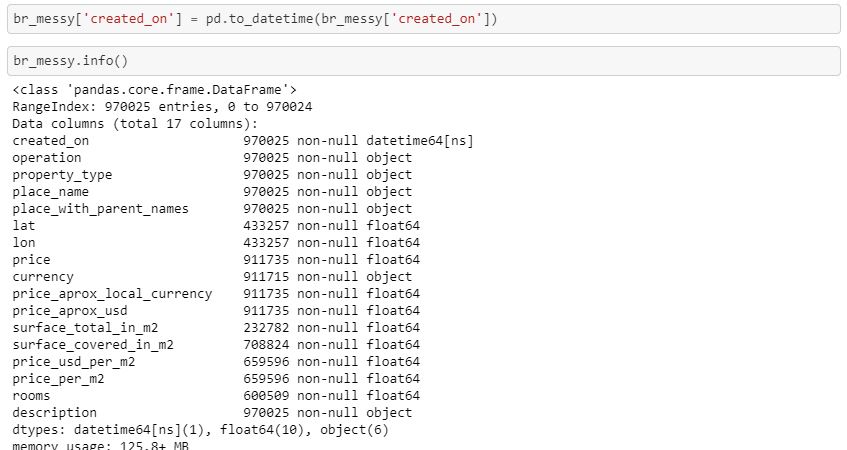 br_messy['created_on'] = pd.to_datetime(br_messy['created_on'])
br_messy.info()
<class 'pandas.core.frame.DataFrame'>
RangeIndex: 970025 entries, 0 to 970024
Data columns (total 17 columns):
created_on                    970025 non-null datetime64[ns]
operation                     970025 non-null object
property_type                 970025 non-null object
place_name                    970025 non-null object
place_with_parent_names       970025 non-null object
lat                           433257 non-null float64
lon                           433257 non-null float64
price                         911735 non-null float64
currency                      911715 non-null object
price_aprox_local_currency    911735 non-null float64
price_aprox_usd               911735 non-null float64
surface_total_in_m2           232782 non-null float64
surface_covered_in_m2         708824 non-null float64
price_usd_per_m2              659596 non-null float64
price_per_m2                  659596 non-null float64
rooms                         600509 non-null float64
description                   970025 non-null object
dtypes: datetime64[ns](1), float64(10), object(6)
memory usage: 125.8+ MB